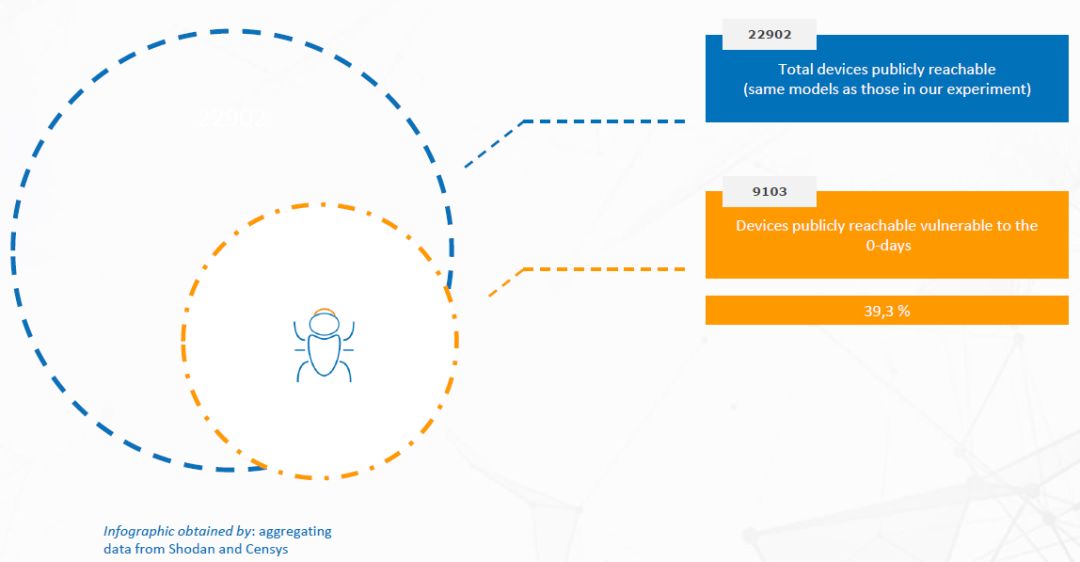 22902
22902
Total devices publicly reachable
(same models as those in our experiment)
9103
Devices publicly reachable vulnerable to the
0-days
39,3 %
Infographic obtained by: aggregating
data from Shodan and Censys